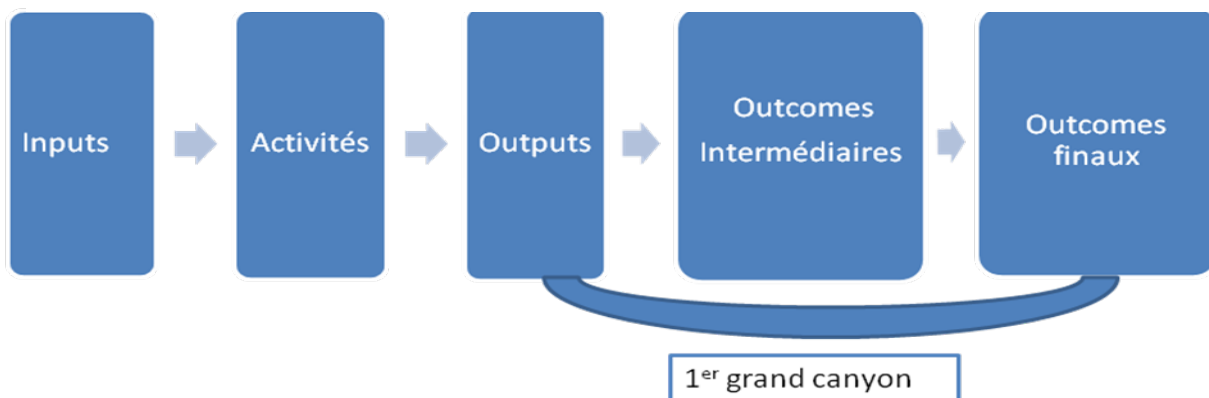 Inputs
Activités
Outputs
Outcomes
Intermédiaires
Outcomes
finaux
1er grand canyon